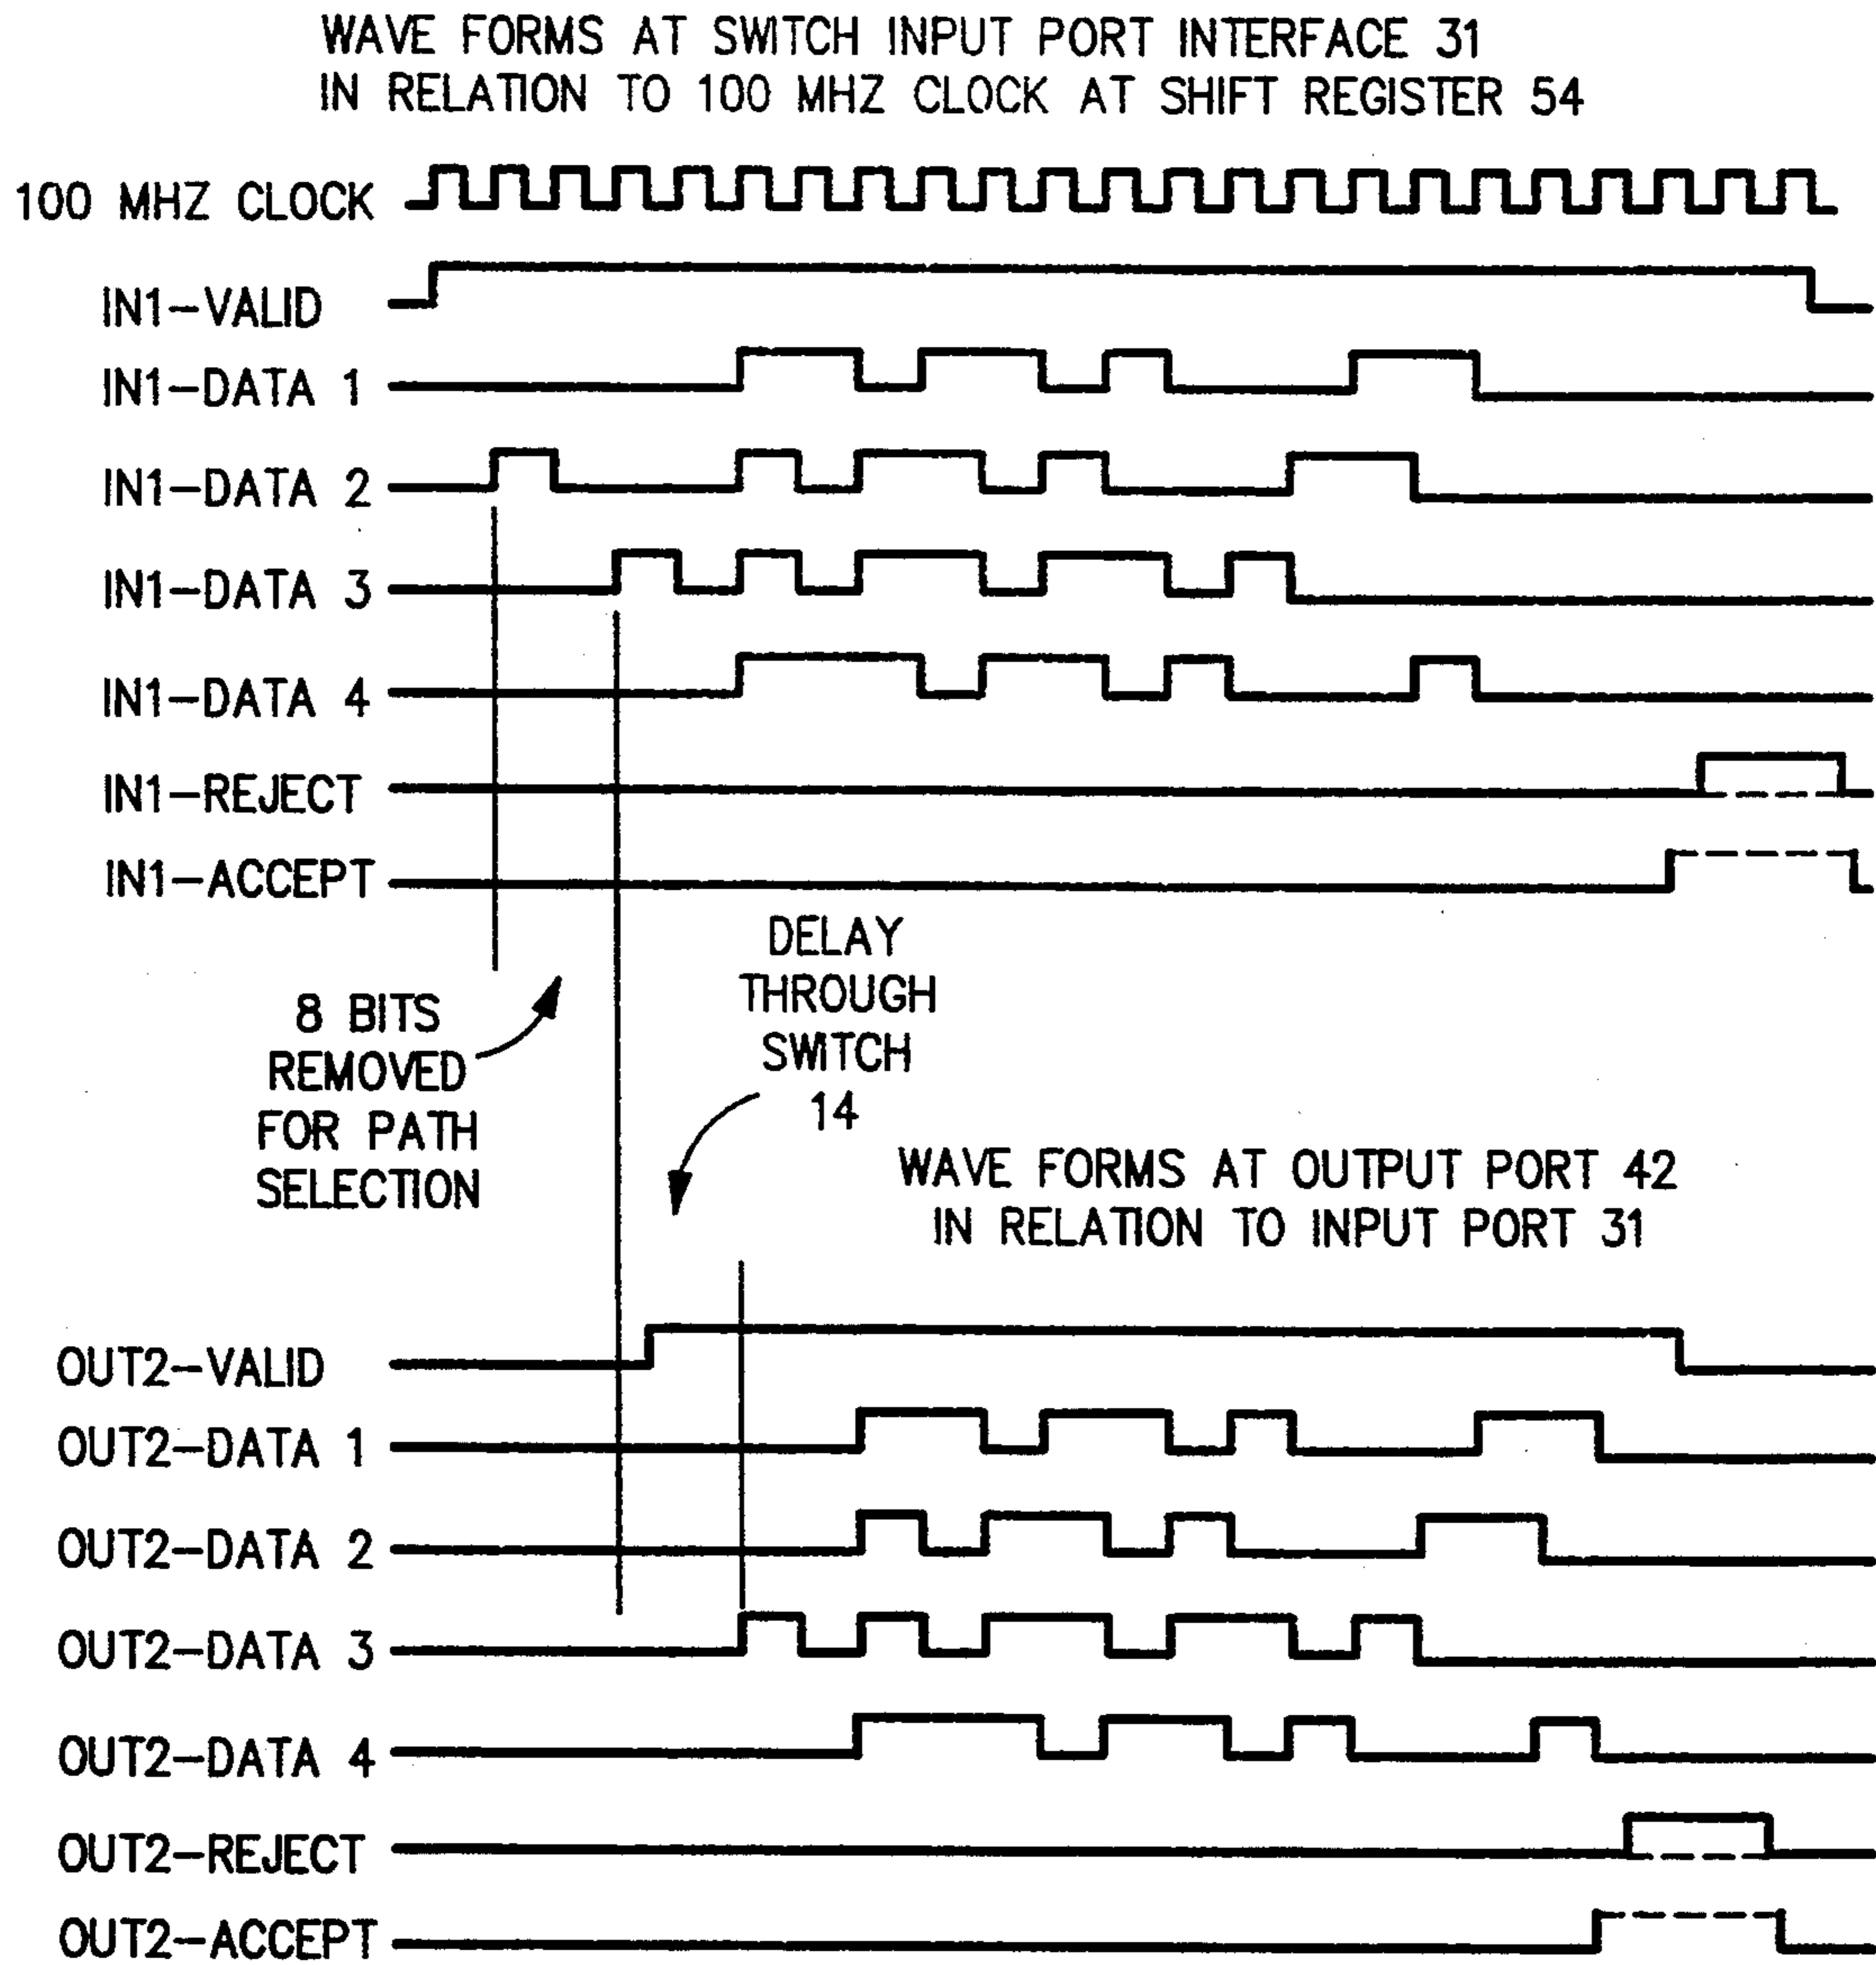 WAVE FORMS AT SWITCH INPUT PORT INTERFACE 31
IN RELATION TO 100 MHZ CLOCK AT SHIFT REGISTER 54
100 MHZ CLOCK
IN1-VALID
IN1-DATA 1
IN1-DATA 2
IN1-DATA 3
IN1-DATA 4
IN1-REJECT
IN1-ACCEPT
8 BITS
REMOVED
FOR PATH
SELECTION
DELAY
THROUGH
SWITCH
14
WAVE FORMS AT OUTPUT PORT 42
IN RELATION TO INPUT PORT 31
OUT2-VALID
OUT2-DATA 1
OUT2-DATA 2
OUT2-DATA 3
OUT2-DATA 4
OUT2-REJECT
OUT2-ACCEPT